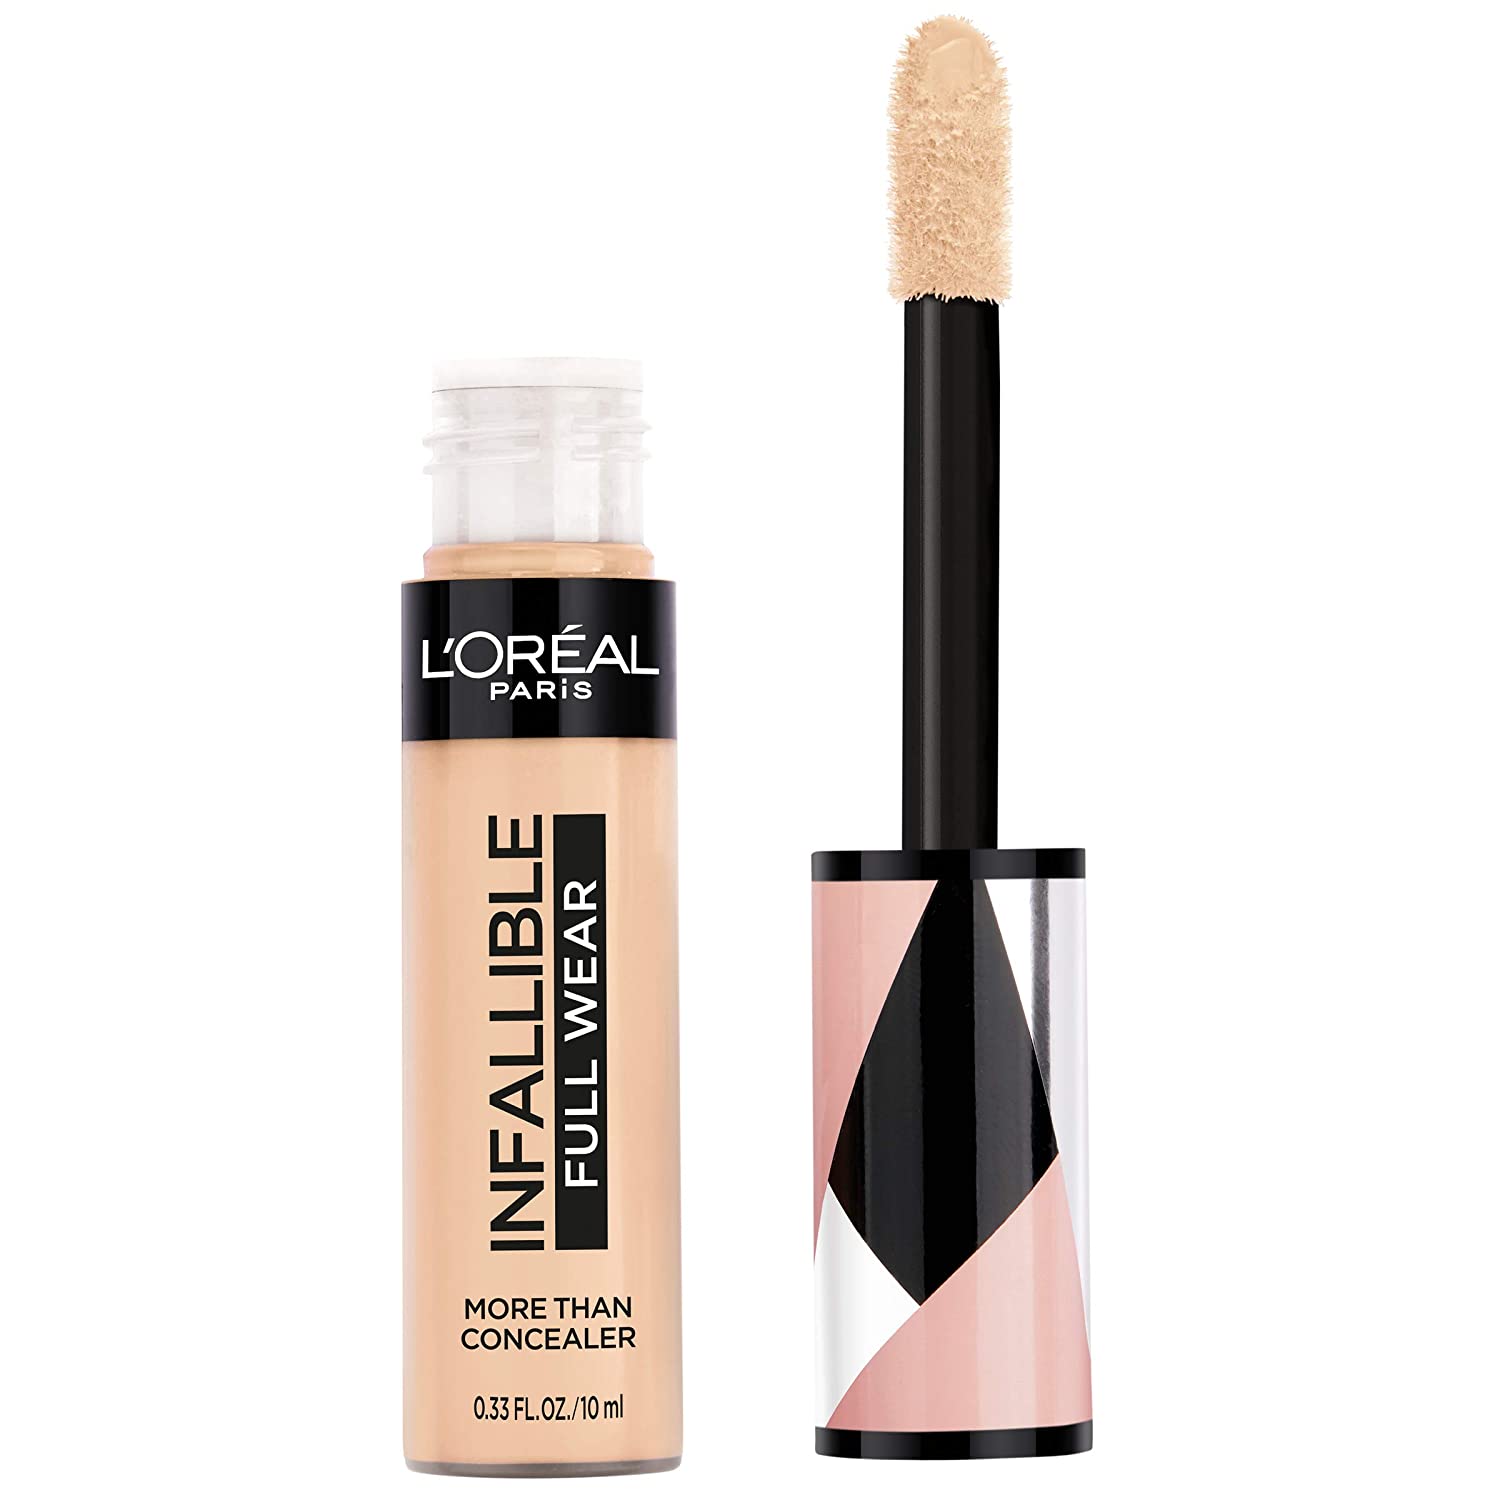 L'ORÉAL
PARiS
INFALLIBLE
FULL WEAR
MORE THAN
CONCEALER
0.33 FL.OZ./10 ml